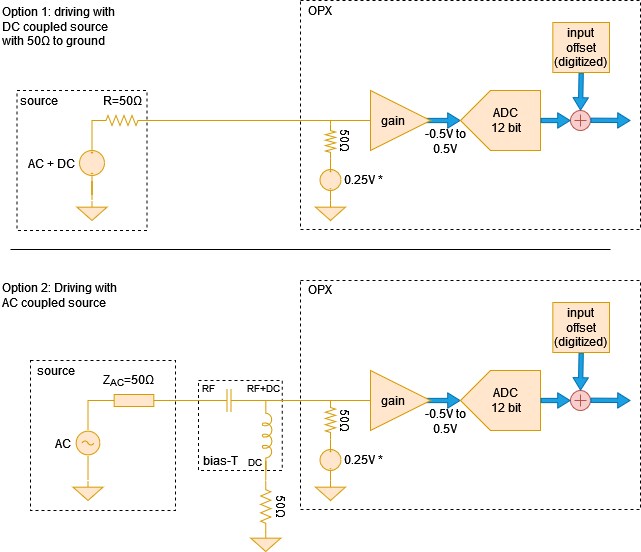 Option 1: driving with
DC coupled source
with 50Ω to ground
OPX
input
offset
(digitized)
source
R=50Ω
AC + DC
50Ω
0.25V *
gain
-0.5V to
0.5V
ADC
12 bit
Option 2: Driving with
AC coupled source
OPX
input
offset
(digitized)
source
Z_AC=50Ω
AC
RF
RF+DC
bias-T
DC
50Ω
50Ω
0.25V *
gain
-0.5V to
0.5V
ADC
12 bit